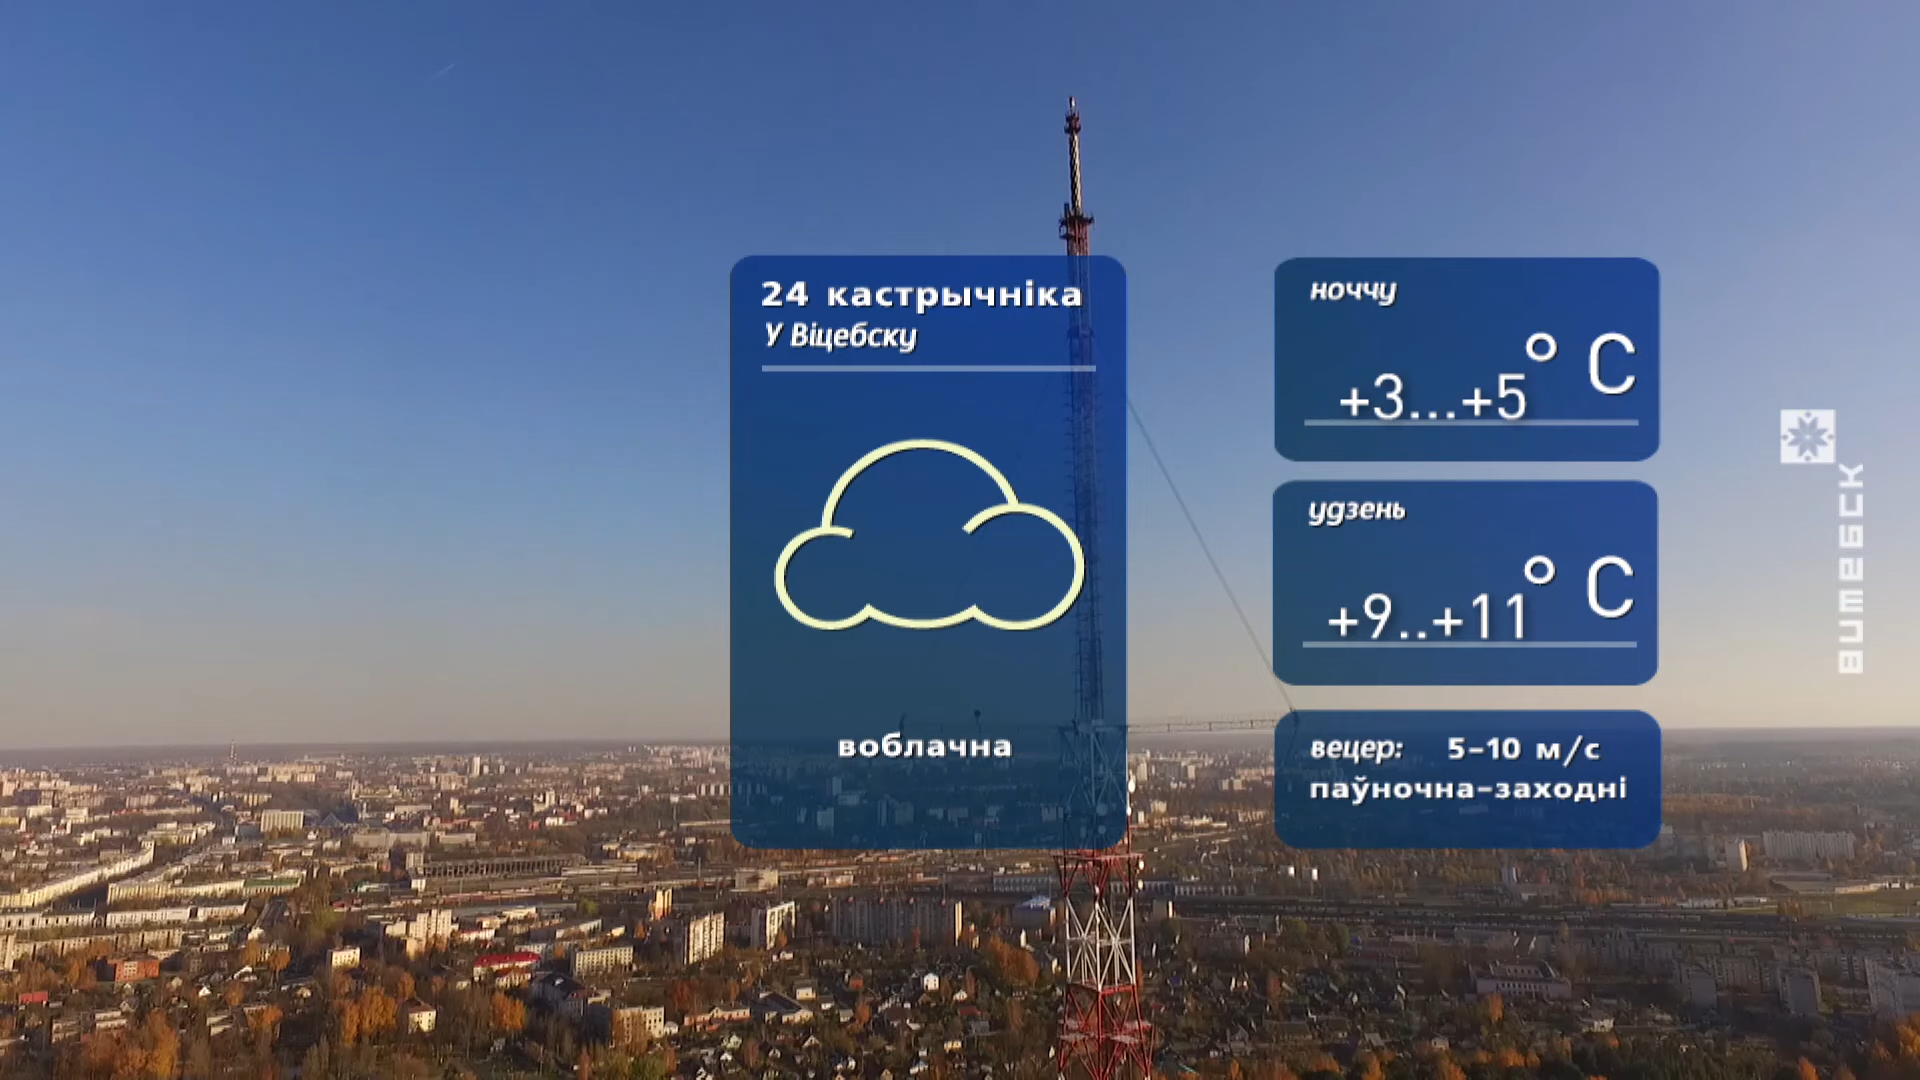 24 кастрычніка
У Віцебску
воблачна
ноччу
+3...+5° C
удзень
+9..+11° C
вецер: 5-10 м/с
паўночна-заходні
витебск